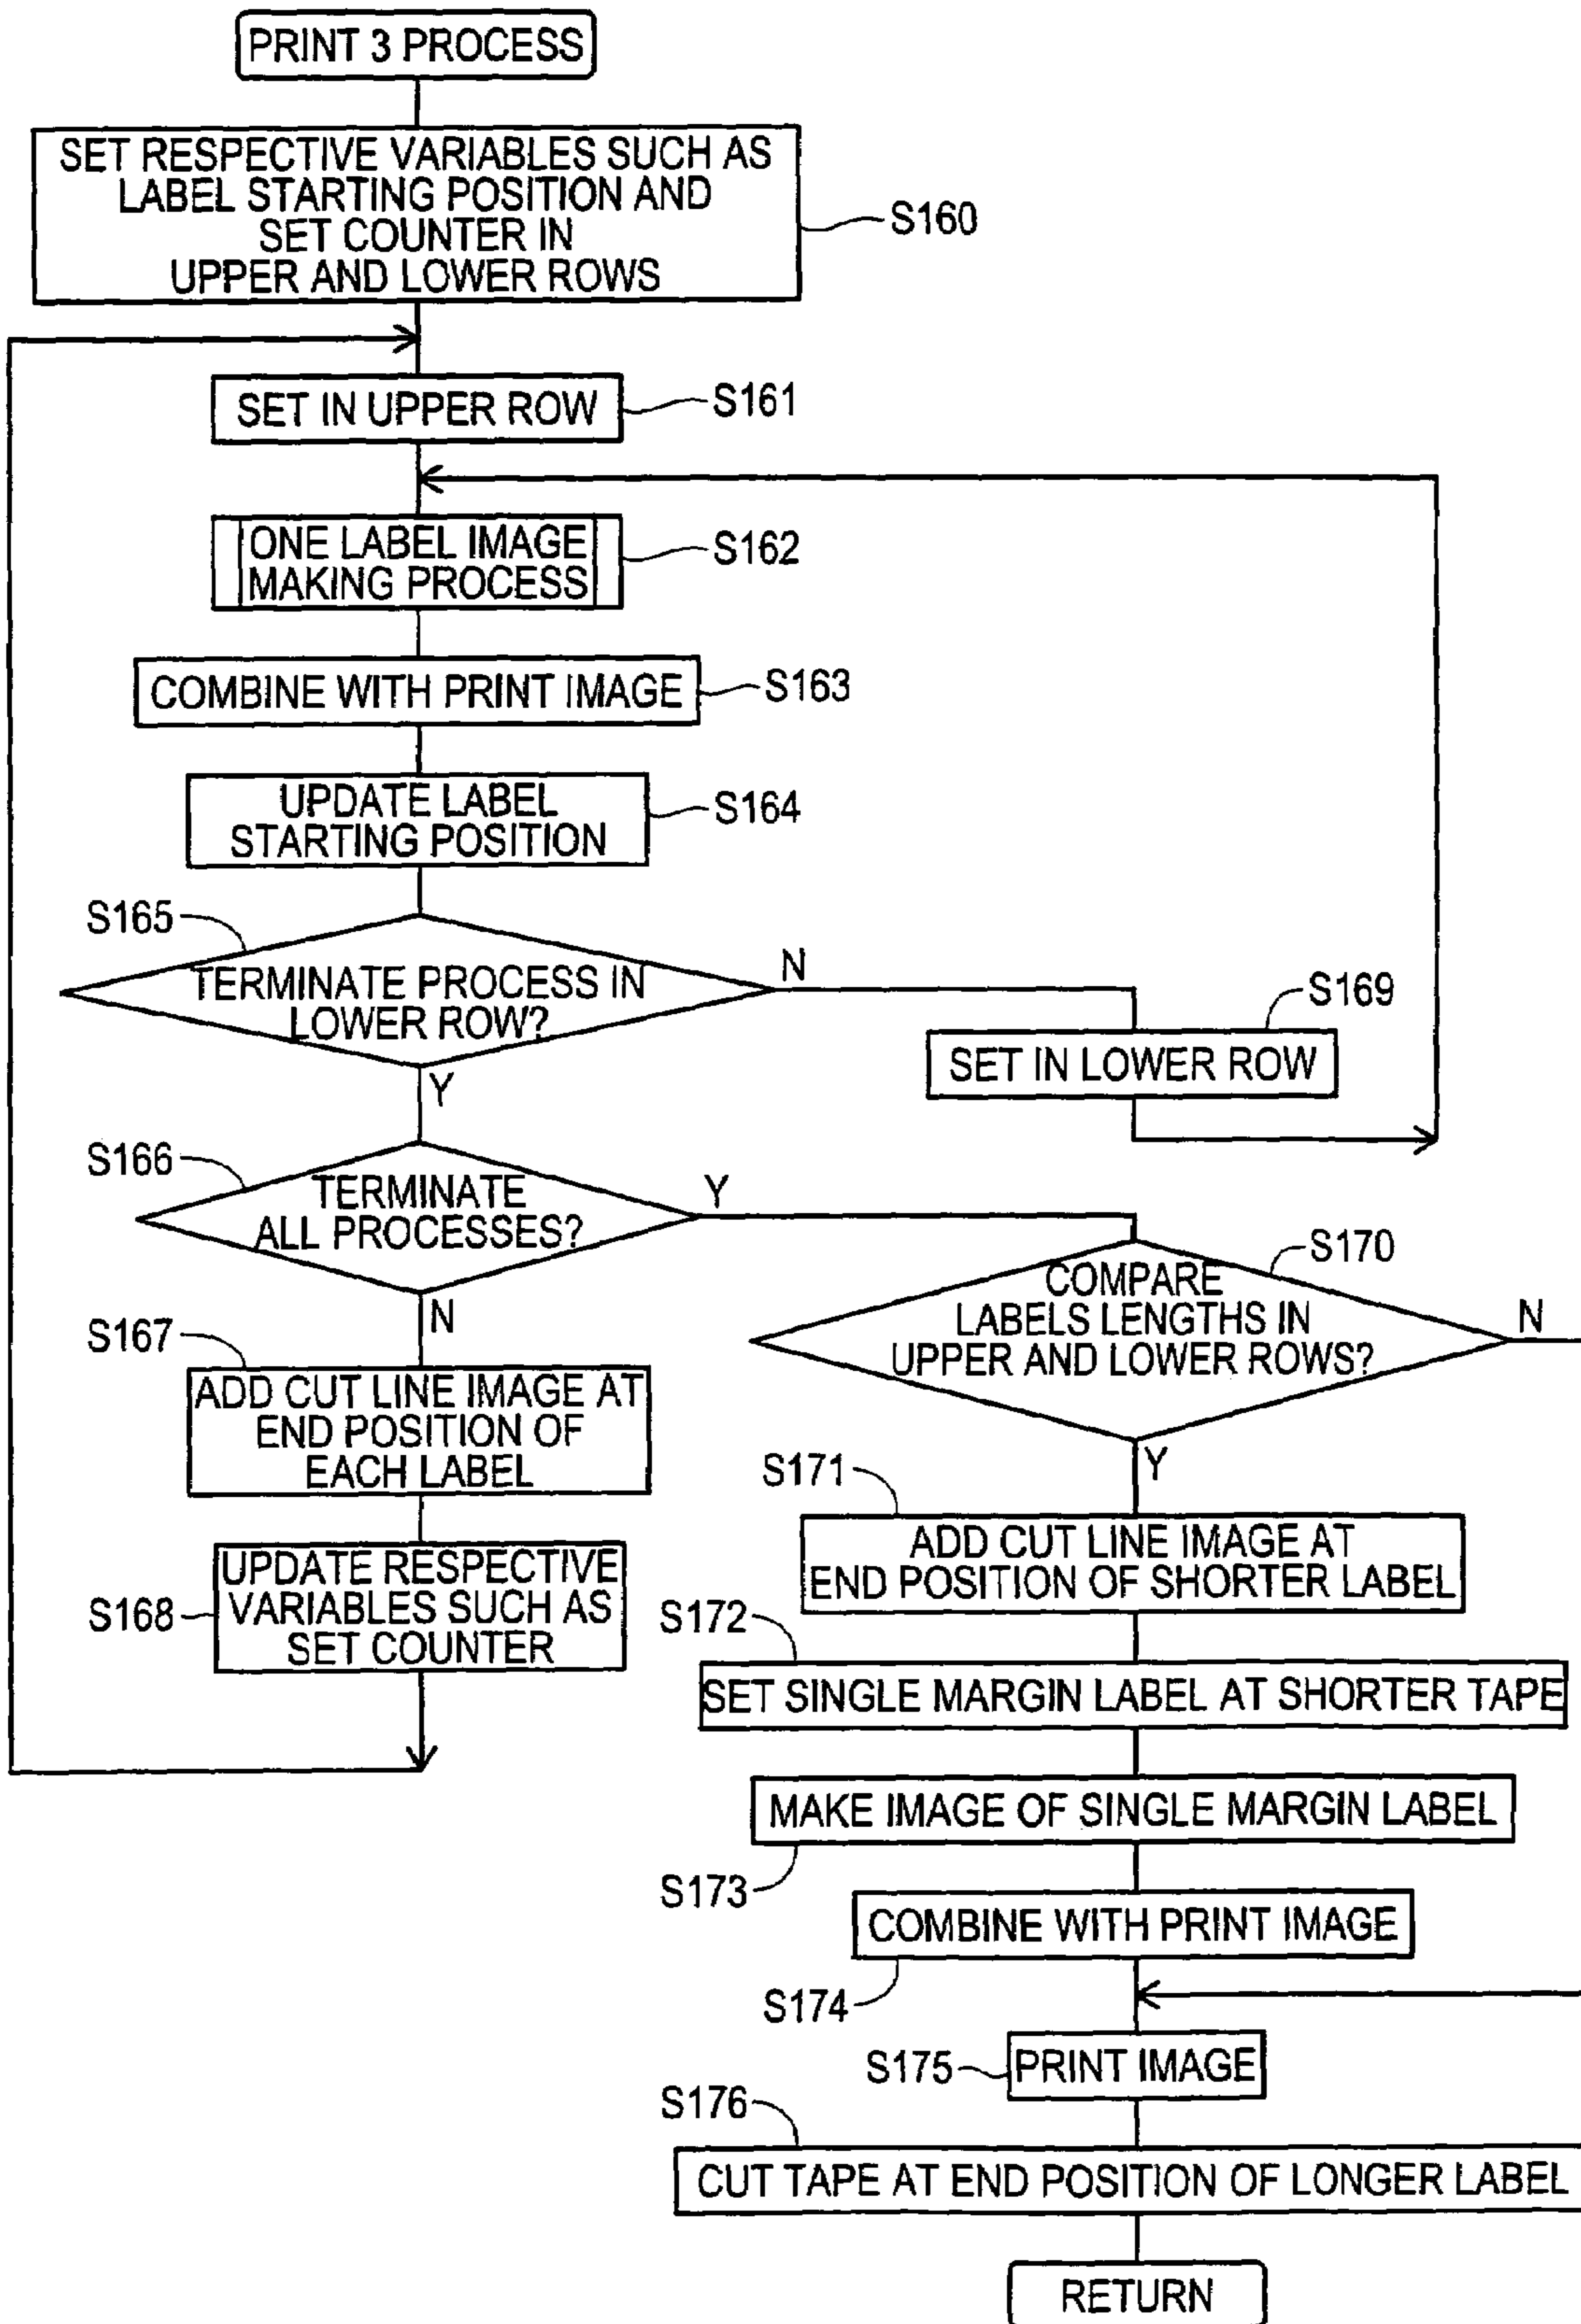 PRINT 3 PROCESS
SET RESPECTIVE VARIABLES SUCH AS
LABEL STARTING POSITION AND
SET COUNTER IN
UPPER AND LOWER ROWS
S160
SET IN UPPER ROW
S161
ONE LABEL IMAGE
MAKING PROCESS
S162
COMBINE WITH PRINT IMAGE
S163
UPDATE LABEL
STARTING POSITION
S164
S165
TERMINATE PROCESS IN
LOWER ROW?
N
Y
S169
SET IN LOWER ROW
S166
TERMINATE
ALL PROCESSES?
Y
N
S167
ADD CUT LINE IMAGE AT
END POSITION OF
EACH LABEL
S168
UPDATE RESPECTIVE
VARIABLES SUCH AS
SET COUNTER
S170
COMPARE
LABELS LENGTHS IN
UPPER AND LOWER ROWS?
N
Y
S171
ADD CUT LINE IMAGE AT
END POSITION OF SHORTER LABEL
S172
SET SINGLE MARGIN LABEL AT SHORTER TAPE
MAKE IMAGE OF SINGLE MARGIN LABEL
S173
COMBINE WITH PRINT IMAGE
S174
S175
PRINT IMAGE
S176
CUT TAPE AT END POSITION OF LONGER LABEL
RETURN